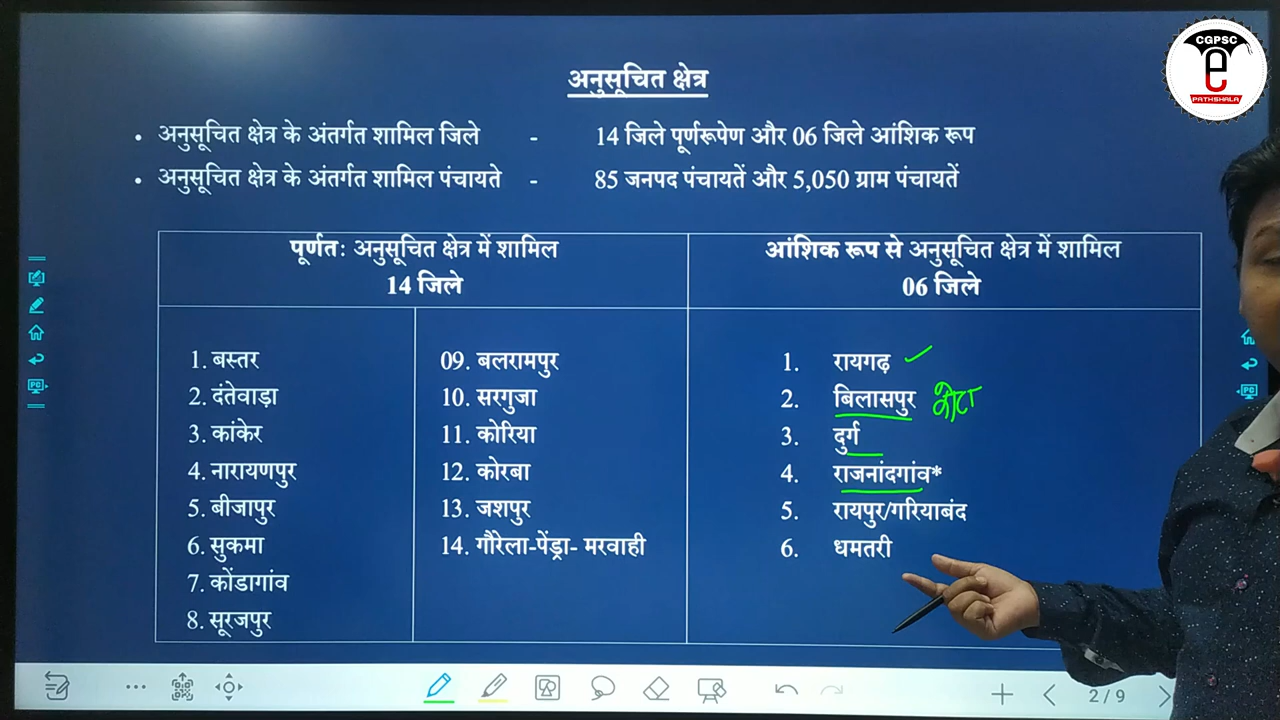 CGPSC
e
PATHSHALA
अनुसूचित क्षेत्र
• अनुसूचित क्षेत्र के अंतर्गत शामिल जिले - 14 जिले पूर्णरूपेण और 06 जिले आंशिक रूप
• अनुसूचित क्षेत्र के अंतर्गत शामिल पंचायते - 85 जनपद पंचायतें और 5,050 ग्राम पंचायतें
पूर्णतः अनुसूचित क्षेत्र में शामिल
14 जिले
आंशिक रूप से अनुसूचित क्षेत्र में शामिल
06 जिले
1. बस्तर
2. दंतेवाड़ा
3. कांकेर
4. नारायणपुर
5. बीजापुर
6. सुकमा
7. कोंडागांव
8. सूरजपुर
09. बलरामपुर
10. सरगुजा
11. कोरिया
12. कोरबा
13. जशपुर
14. गौरेला-पेंड्रा- मरवाही
1. रायगढ़
2. बिलासपुर कोटा
3. दुर्ग
4. राजनांदगांव*
5. रायपुर/गरियाबंद
6. धमतरी
PC
PC
2/9